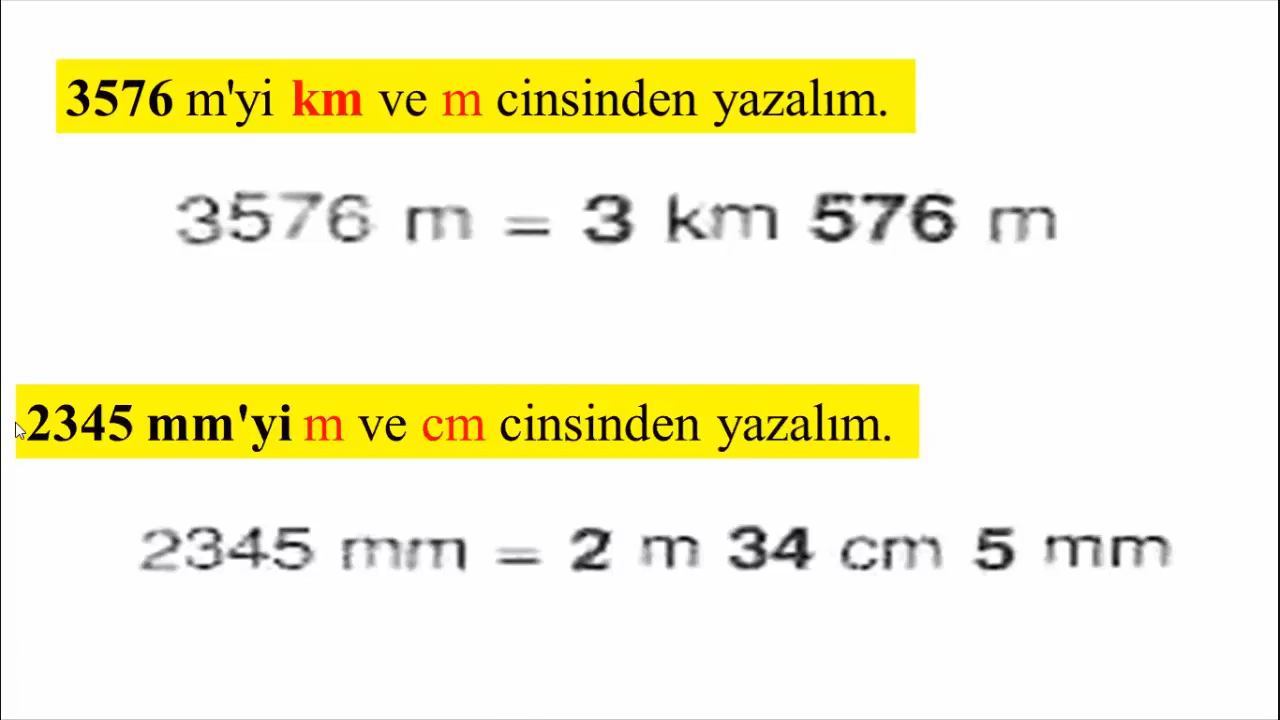 3576 m'yi km ve m cinsinden yazalım.
3576 m = 3 km 576 m
2345 mm'yi m ve cm cinsinden yazalım.
2345 mm = 2 m 34 cm 5 mm